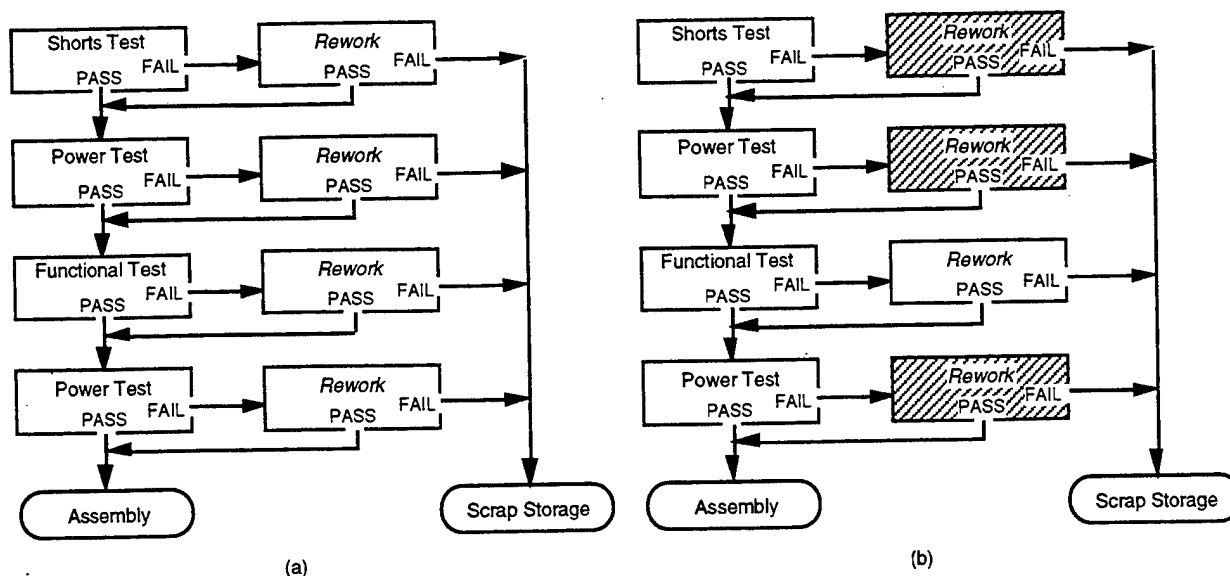 Shorts Test
FAIL
PASS
Rework
FAIL
PASS
Power Test
FAIL
PASS
Rework
FAIL
PASS
Functional Test
FAIL
PASS
Rework
FAIL
PASS
Power Test
FAIL
PASS
Rework
FAIL
PASS
Assembly
Scrap Storage
(a)
Shorts Test
FAIL
PASS
Rework
FAIL
PASS
Power Test
FAIL
PASS
Rework
FAIL
PASS
Functional Test
FAIL
PASS
Rework
FAIL
PASS
Power Test
FAIL
PASS
Rework
FAIL
PASS
Assembly
Scrap Storage
(b)